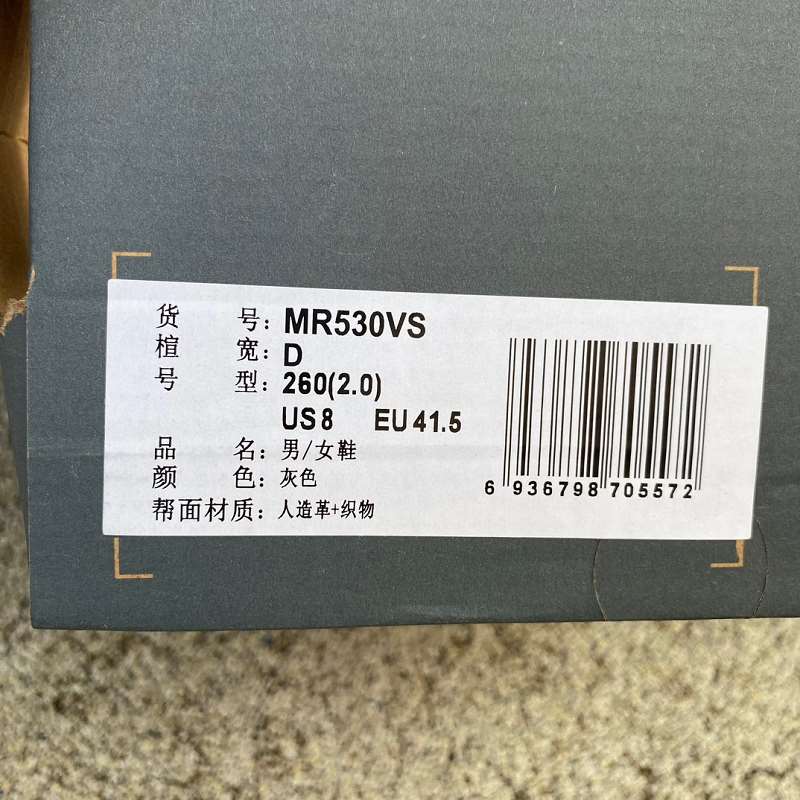 货 号: MR530VS
楦 宽: D
号 型: 260(2.0)
US 8 EU 41.5
品 名: 男/女鞋
颜 色: 灰色
帮面材质: 人造革+织物
6 936798 705572